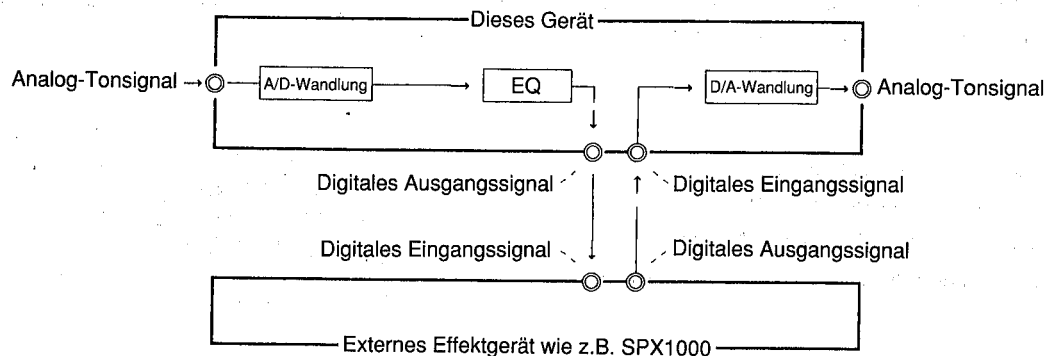 Dieses Gerät
Analog-Tonsignal
A/D-Wandlung
EQ
D/A-Wandlung
Analog-Tonsignal
Digitales Ausgangssignal
Digitales Eingangssignal
Digitales Eingangssignal
Digitales Ausgangssignal
Externes Effektgerät wie z.B. SPX1000